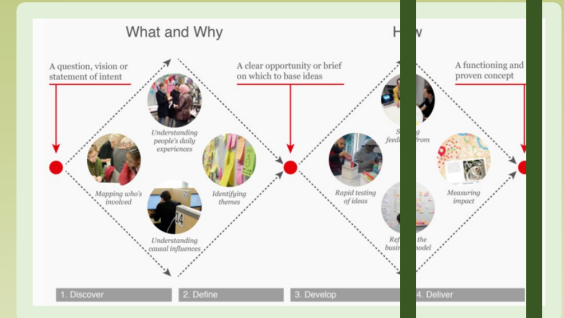 What and Why
A question, vision or
statement of intent
A clear opportunity or brief
on which to base ideas
A functioning and
proven concept
Understanding
people's daily
experiences
Mapping who's
involved
Identifying
themes
Understanding
causal influences
Rapid testing
of ideas
Measuring
impact
the
1. Discover
2. Define
3. Develop
4. Deliver